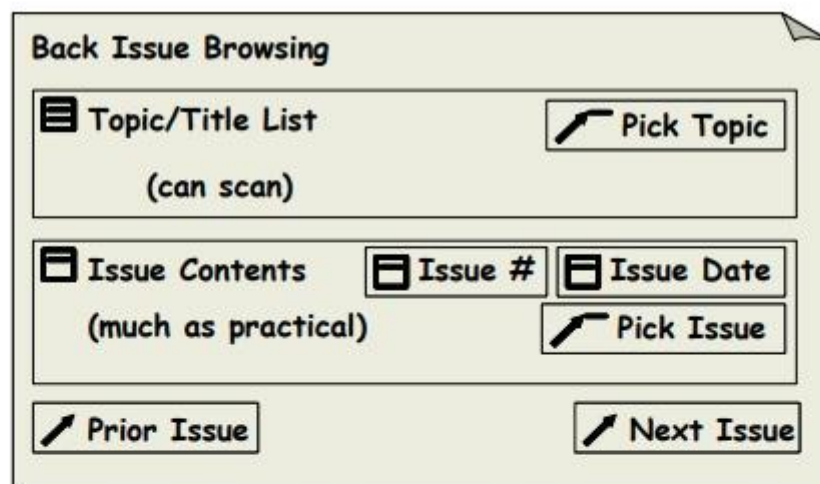 Back Issue Browsing
Topic/Title List
Pick Topic
(can scan)
Issue Contents
Issue #
Issue Date
(much as practical)
Pick Issue
Prior Issue
Next Issue